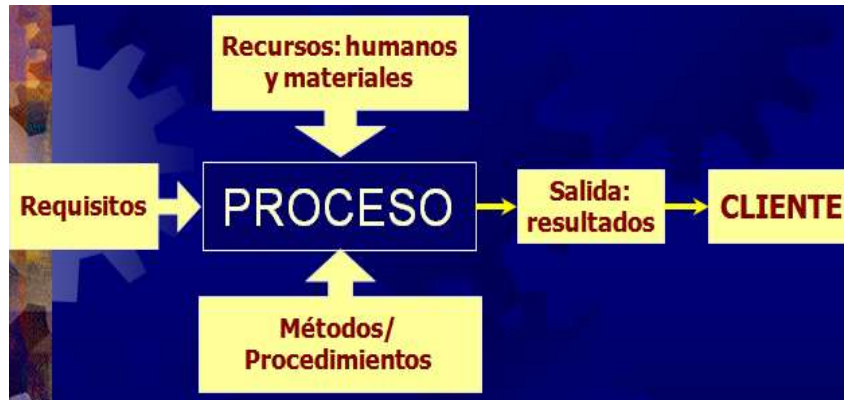 Recursos: humanos
y materiales
Requisitos
PROCESO
Salida:
resultados
CLIENTE
Métodos/
Procedimientos